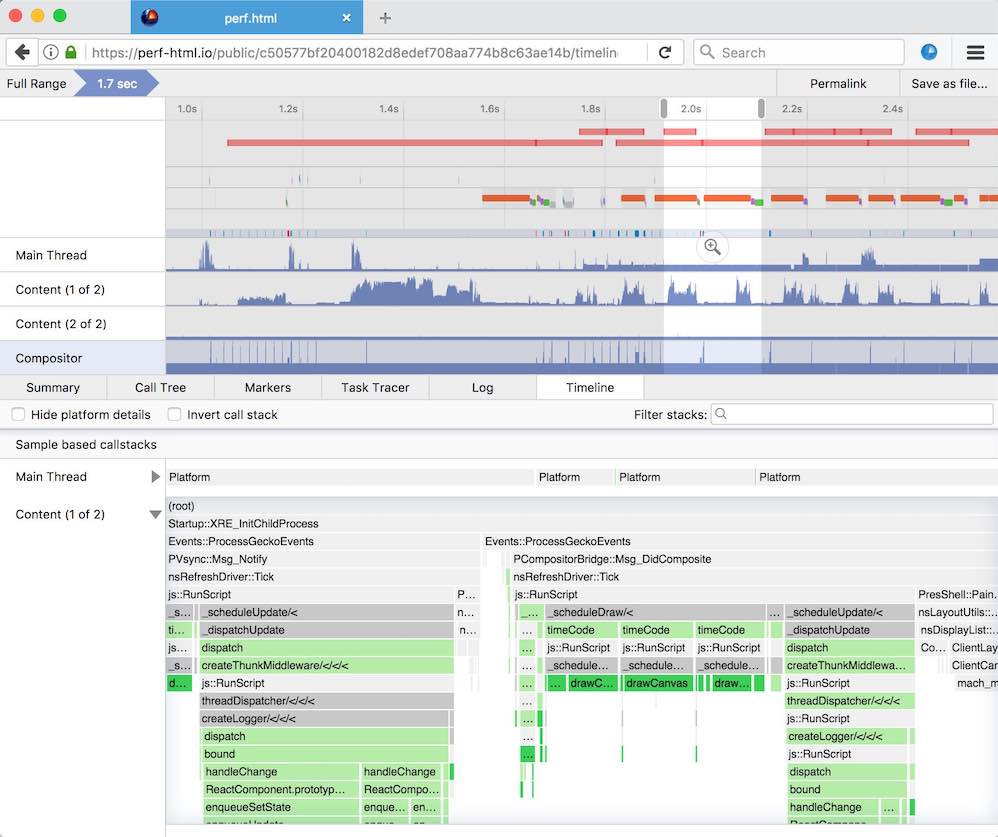 perf.html
https://perf-html.io/public/c50577bf20400182d8edef708aa774b8c63ae14b/timelin
Search
Full Range 1.7 sec Permalink Save as file...
1.0s 1.2s 1.4s 1.6s 1.8s 2.0s 2.2s 2.4s
Main Thread
Content (1 of 2)
Content (2 of 2)
Compositor
Summary Call Tree Markers Task Tracer Log Timeline
Hide platform details Invert call stack Filter stacks:
Sample based callstacks
Main Thread Platform Platform Platform Platform
(root)
Content (1 of 2)
Startup::XRE_InitChildProcess
Events::ProcessGeckoEvents Events::ProcessGeckoEvents
PVsync::Msg_Notify PCompositorBridge::Msg_DidComposite
nsRefreshDriver::Tick nsRefreshDriver::Tick
js::RunScript P... js::RunScript PresShell::Pain.
_s... _scheduleUpdate/< n... _... _scheduleDraw/< ... _scheduleUpdate/< nsLayoutUtils::..
ti... _dispatchUpdate n... ... timeCode timeCode timeCode _dispatchUpdate nsDisplayList::..
js... dispatch ... js::RunScript js::RunScript js::RunScript dispatch Co... ClientLay
_s... createThunkMiddleware/</</< ... _schedule... _schedule... _schedule... createThunkMiddlewa... ClientCar
d... js::RunScript ... ... drawC... drawCanvas draw... js::RunScript mach_m
threadDispatcher/</</< ... threadDispatcher/</</<
createLogger/</</< ... js::RunScript
dispatch ... createLogger/</</<
bound ... js::RunScript
handleChange handleChange dispatch
ReactComponent.prototyp... ReactCompo... bound
enqueueSetState enque... en... handleChange ...
enqueueUpdate ReactComponent